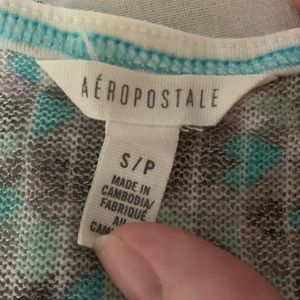 AÉROPOSTALE
S/P
MADE IN
CAMBODIA/
FABRIQUÉ
AU